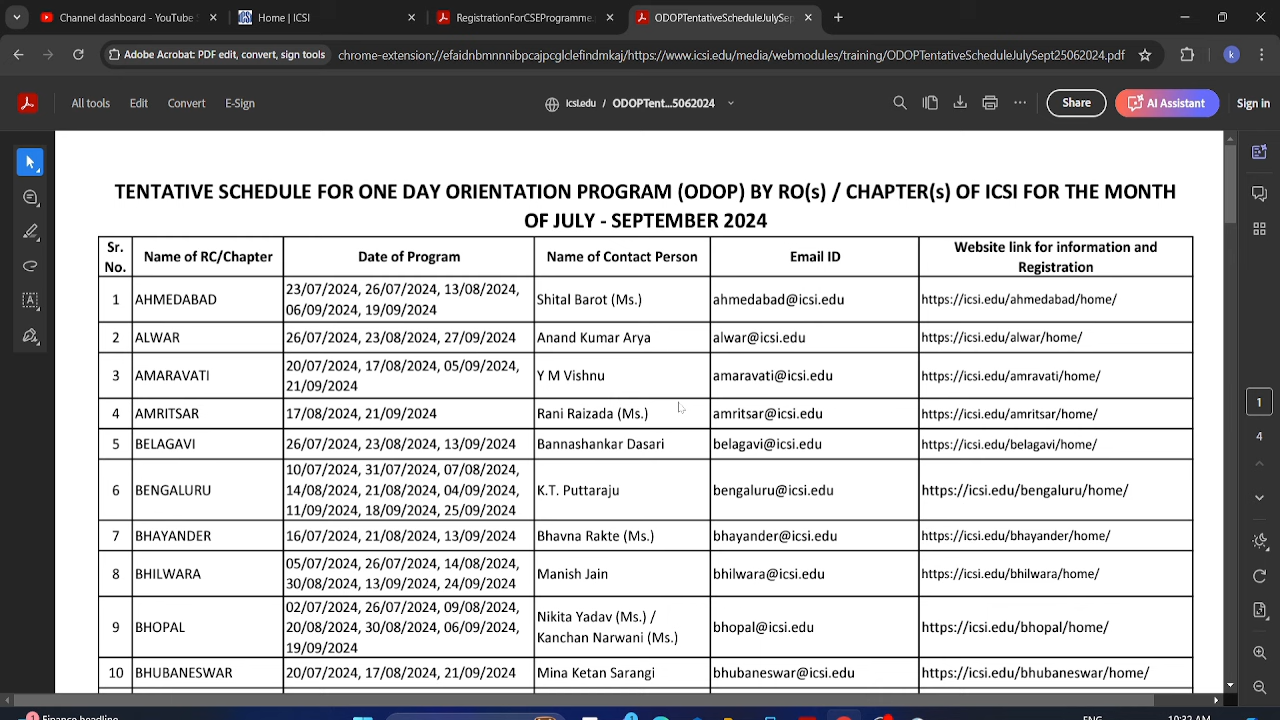 Channel dashboard - YouTube S
Home | ICSI
RegistrationForCSEProgramme.
ODOPTentativeScheduleJulySep
Adobe Acrobat: PDF edit, convert, sign tools
chrome-extension://efaidnbmnnnibpcajpcglclefindmkaj/https://www.icsi.edu/media/webmodules/training/ODOPTentativeScheduleJulySept25062024.pdf
k
All tools
Edit
Convert
E-Sign
icsi.edu / ODOPTent...5062024
Share
AI Assistant
Sign in
TENTATIVE SCHEDULE FOR ONE DAY ORIENTATION PROGRAM (ODOP) BY RO(s) / CHAPTER(s) OF ICSI FOR THE MONTH
OF JULY - SEPTEMBER 2024
Sr. No. Name of RC/Chapter Date of Program Name of Contact Person Email ID Website link for information and Registration
1 AHMEDABAD 23/07/2024, 26/07/2024, 13/08/2024, 06/09/2024, 19/09/2024 Shital Barot (Ms.) ahmedabad@icsi.edu https://icsi.edu/ahmedabad/home/
2 ALWAR 26/07/2024, 23/08/2024, 27/09/2024 Anand Kumar Arya alwar@icsi.edu https://icsi.edu/alwar/home/
3 AMARAVATI 20/07/2024, 17/08/2024, 05/09/2024, 21/09/2024 Y M Vishnu amaravati@icsi.edu https://icsi.edu/amravati/home/
4 AMRITSAR 17/08/2024, 21/09/2024 Rani Raizada (Ms.) amritsar@icsi.edu https://icsi.edu/amritsar/home/
5 BELAGAVI 26/07/2024, 23/08/2024, 13/09/2024 Bannashankar Dasari belagavi@icsi.edu https://icsi.edu/belagavi/home/
6 BENGALURU 10/07/2024, 31/07/2024, 07/08/2024, 14/08/2024, 21/08/2024, 04/09/2024, 11/09/2024, 18/09/2024, 25/09/2024 K.T. Puttaraju bengaluru@icsi.edu https://icsi.edu/bengaluru/home/
7 BHAYANDER 16/07/2024, 21/08/2024, 13/09/2024 Bhavna Rakte (Ms.) bhayander@icsi.edu https://icsi.edu/bhayander/home/
8 BHILWARA 05/07/2024, 26/07/2024, 14/08/2024, 30/08/2024, 13/09/2024, 24/09/2024 Manish Jain bhilwara@icsi.edu https://icsi.edu/bhilwara/home/
9 BHOPAL 02/07/2024, 26/07/2024, 09/08/2024, 20/08/2024, 30/08/2024, 06/09/2024, 19/09/2024 Nikita Yadav (Ms.) / Kanchan Narwani (Ms.) bhopal@icsi.edu https://icsi.edu/bhopal/home/
10 BHUBANESWAR 20/07/2024, 17/08/2024, 21/09/2024 Mina Ketan Sarangi bhubaneswar@icsi.edu https://icsi.edu/bhubaneswar/home/
1
4
Finance headline
ENG
10:32 AM